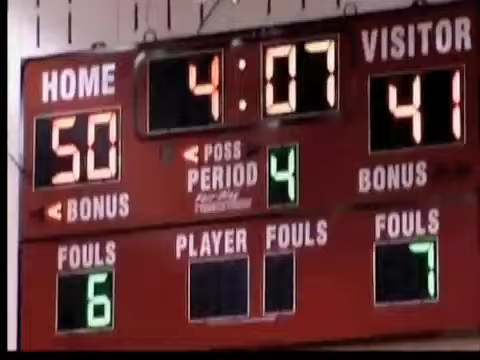 HOME 4:07 VISITOR
50 41
< POSS
PERIOD 4
< BONUS BONUS
FOULS PLAYER FOULS FOULS
6 7